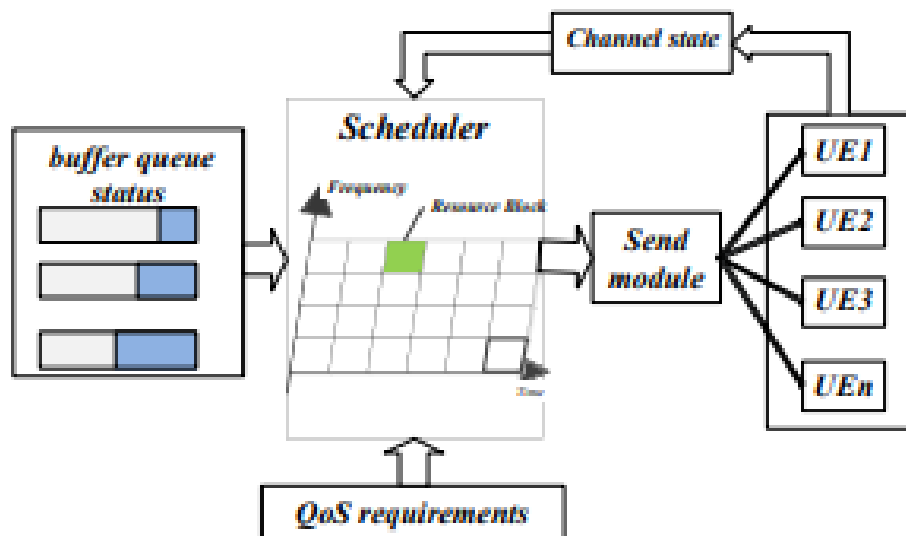 Channel state
Scheduler
buffer queue
status
Frequency
Resource Block
Time
Send
module
UE1
UE2
UE3
UEn
QoS requirements